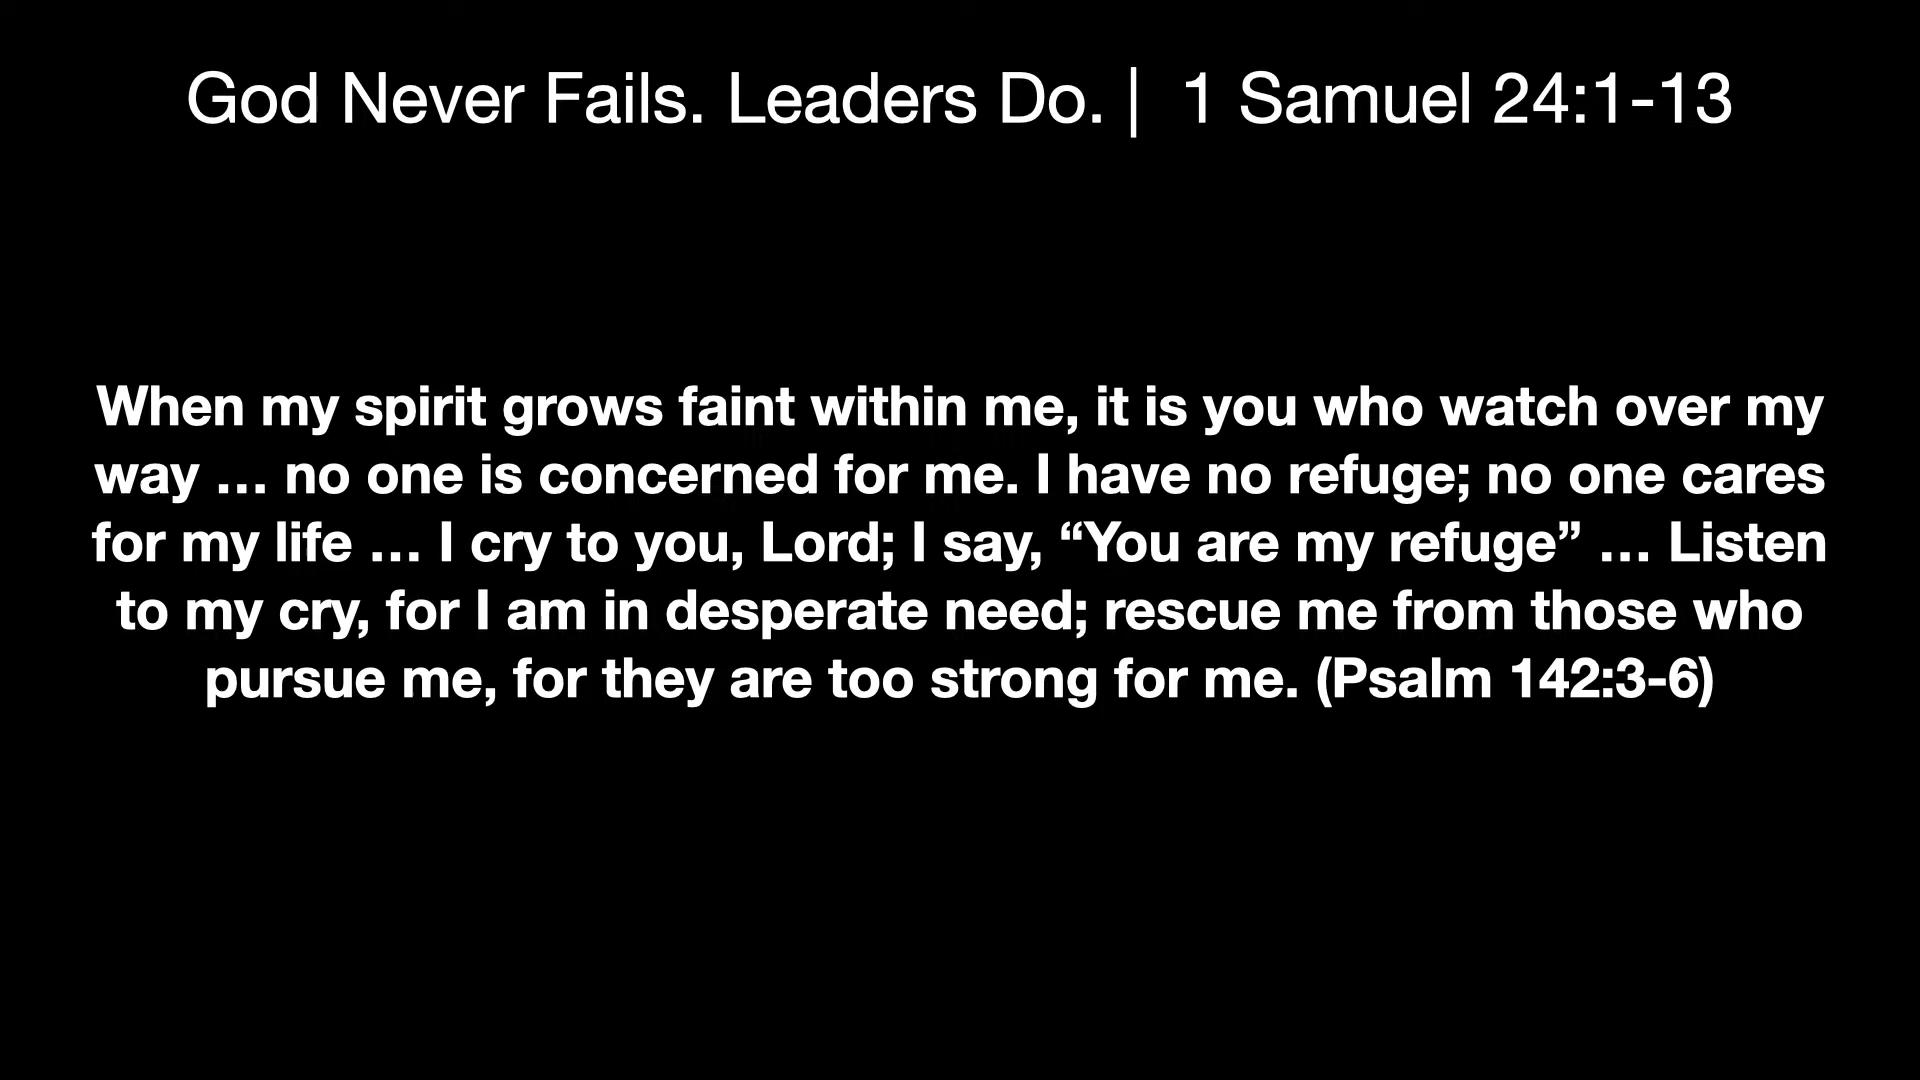 God Never Fails. Leaders Do. |  1 Samuel 24:1-13
When my spirit grows faint within me, it is you who watch over my
way … no one is concerned for me. I have no refuge; no one cares
for my life … I cry to you, Lord; I say, “You are my refuge” … Listen
to my cry, for I am in desperate need; rescue me from those who
pursue me, for they are too strong for me. (Psalm 142:3-6)